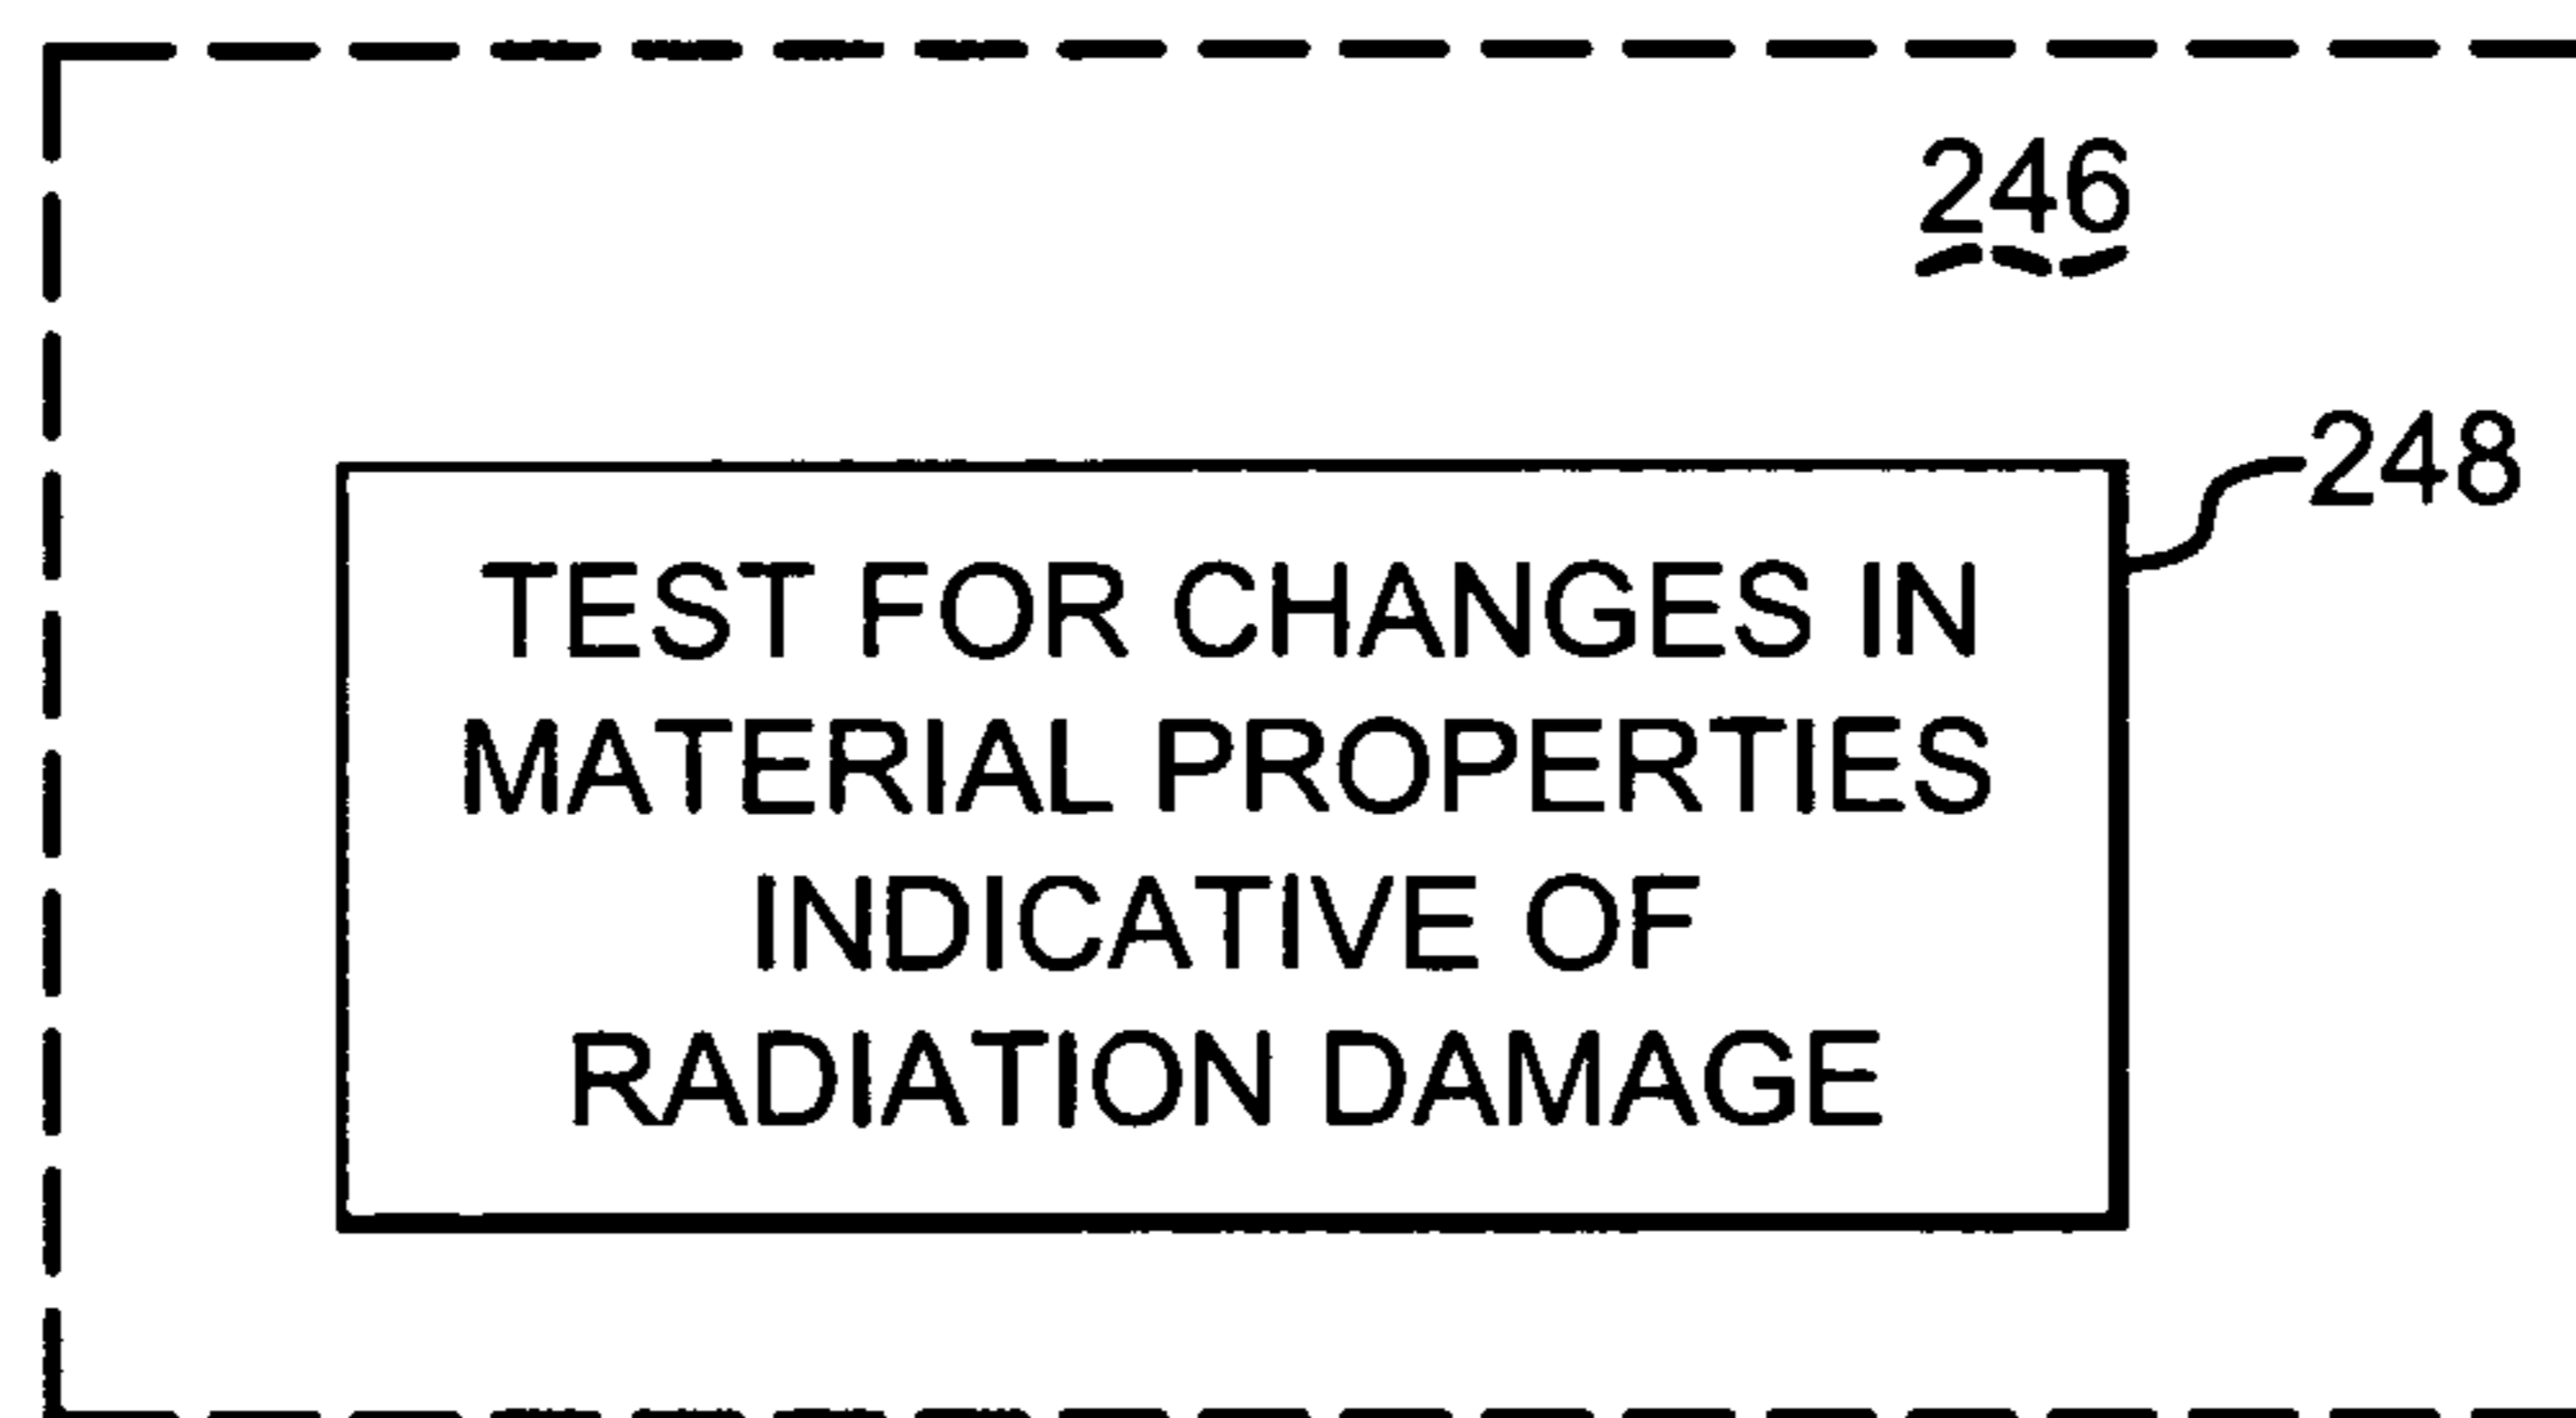 246
248
TEST FOR CHANGES IN
MATERIAL PROPERTIES
INDICATIVE OF
RADIATION DAMAGE